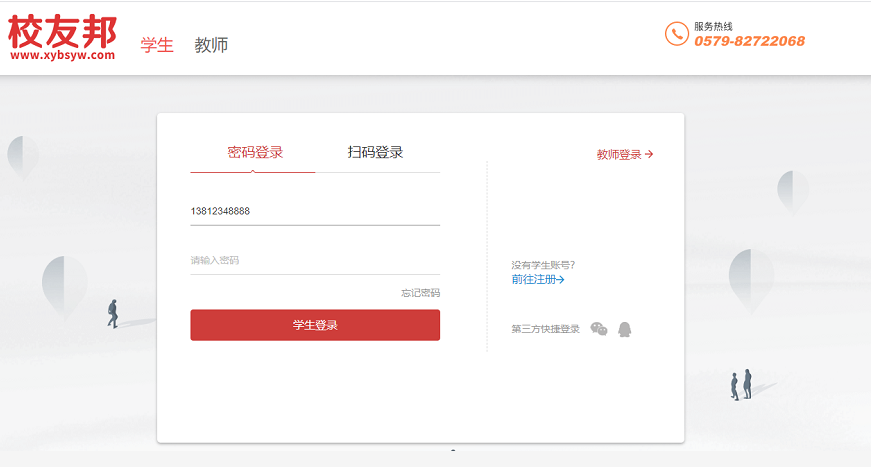 校友邦
www.xybsyw.com
学生 教师
服务热线
0579-82722068
密码登录 扫码登录
教师登录
13812348888
请输入密码
没有学生账号?
前往注册
忘记密码
学生登录
第三方快捷登录